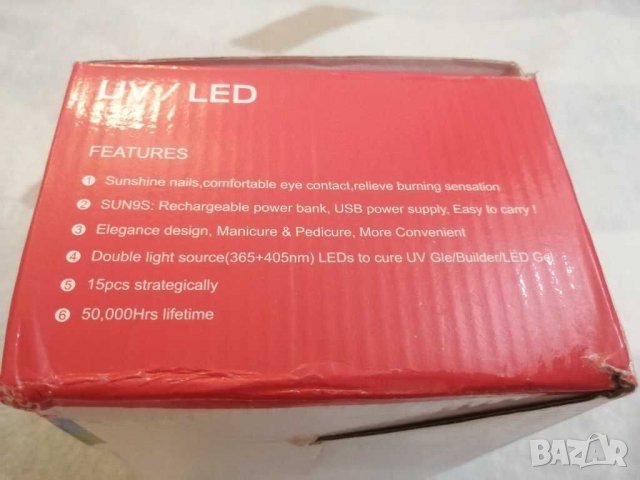 UV / LED
FEATURES
1 Sunshine nails,comfortable eye contact,relieve burning sensation
2 SUN9S: Rechargeable power bank, USB power supply, Easy to carry !
3 Elegance design, Manicure & Pedicure, More Convenient
4 Double light source(365+405nm) LEDs to cure UV Gle/Builder/LED Gel
5 15pcs strategically
6 50,000Hrs lifetime
BAZAR